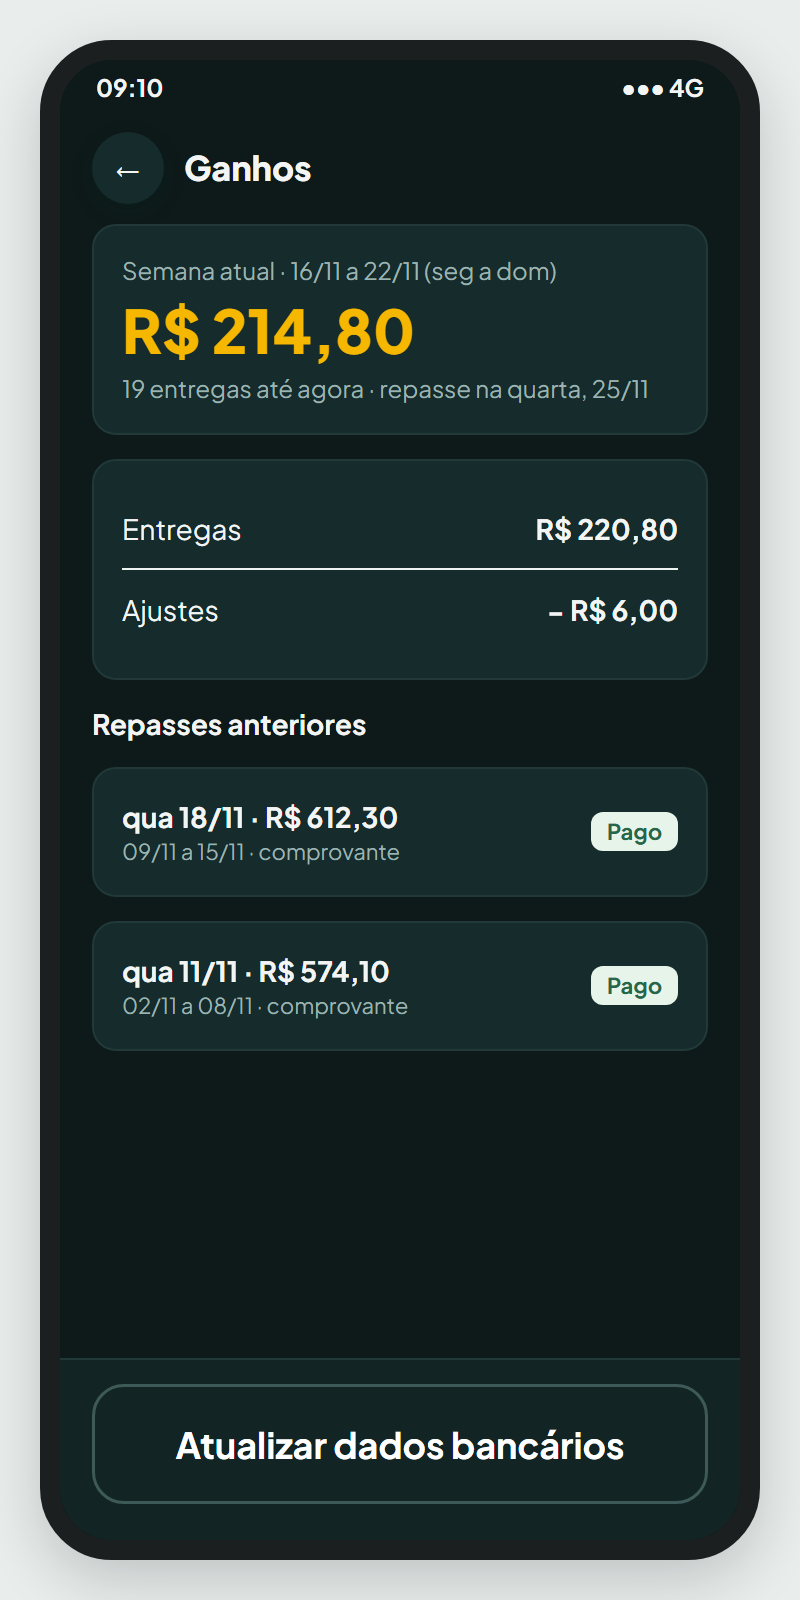 09:10
●●● 4G
←
Ganhos
Semana atual · 16/11 a 22/11 (seg a dom)
R$ 214,80
19 entregas até agora · repasse na quarta, 25/11
Entregas
R$ 220,80
Ajustes
– R$ 6,00
Repasses anteriores
qua 18/11 · R$ 612,30
09/11 a 15/11 · comprovante
Pago
qua 11/11 · R$ 574,10
02/11 a 08/11 · comprovante
Pago
Atualizar dados bancários